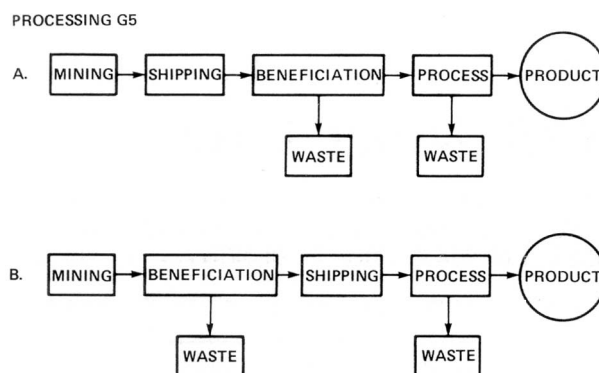 PROCESSING G5
A. MINING SHIPPING BENEFICIATION PROCESS PRODUCT
WASTE WASTE
B. MINING BENEFICIATION SHIPPING PROCESS PRODUCT
WASTE WASTE